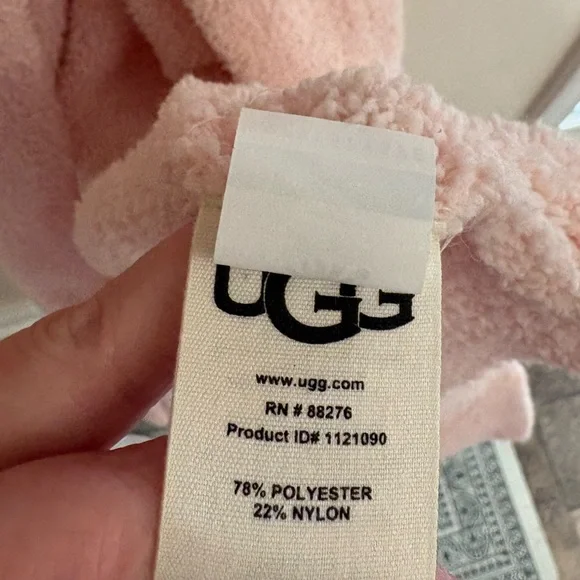 UGG
www.ugg.com
RN # 88276
Product ID# 1121090
78% POLYESTER
22% NYLON